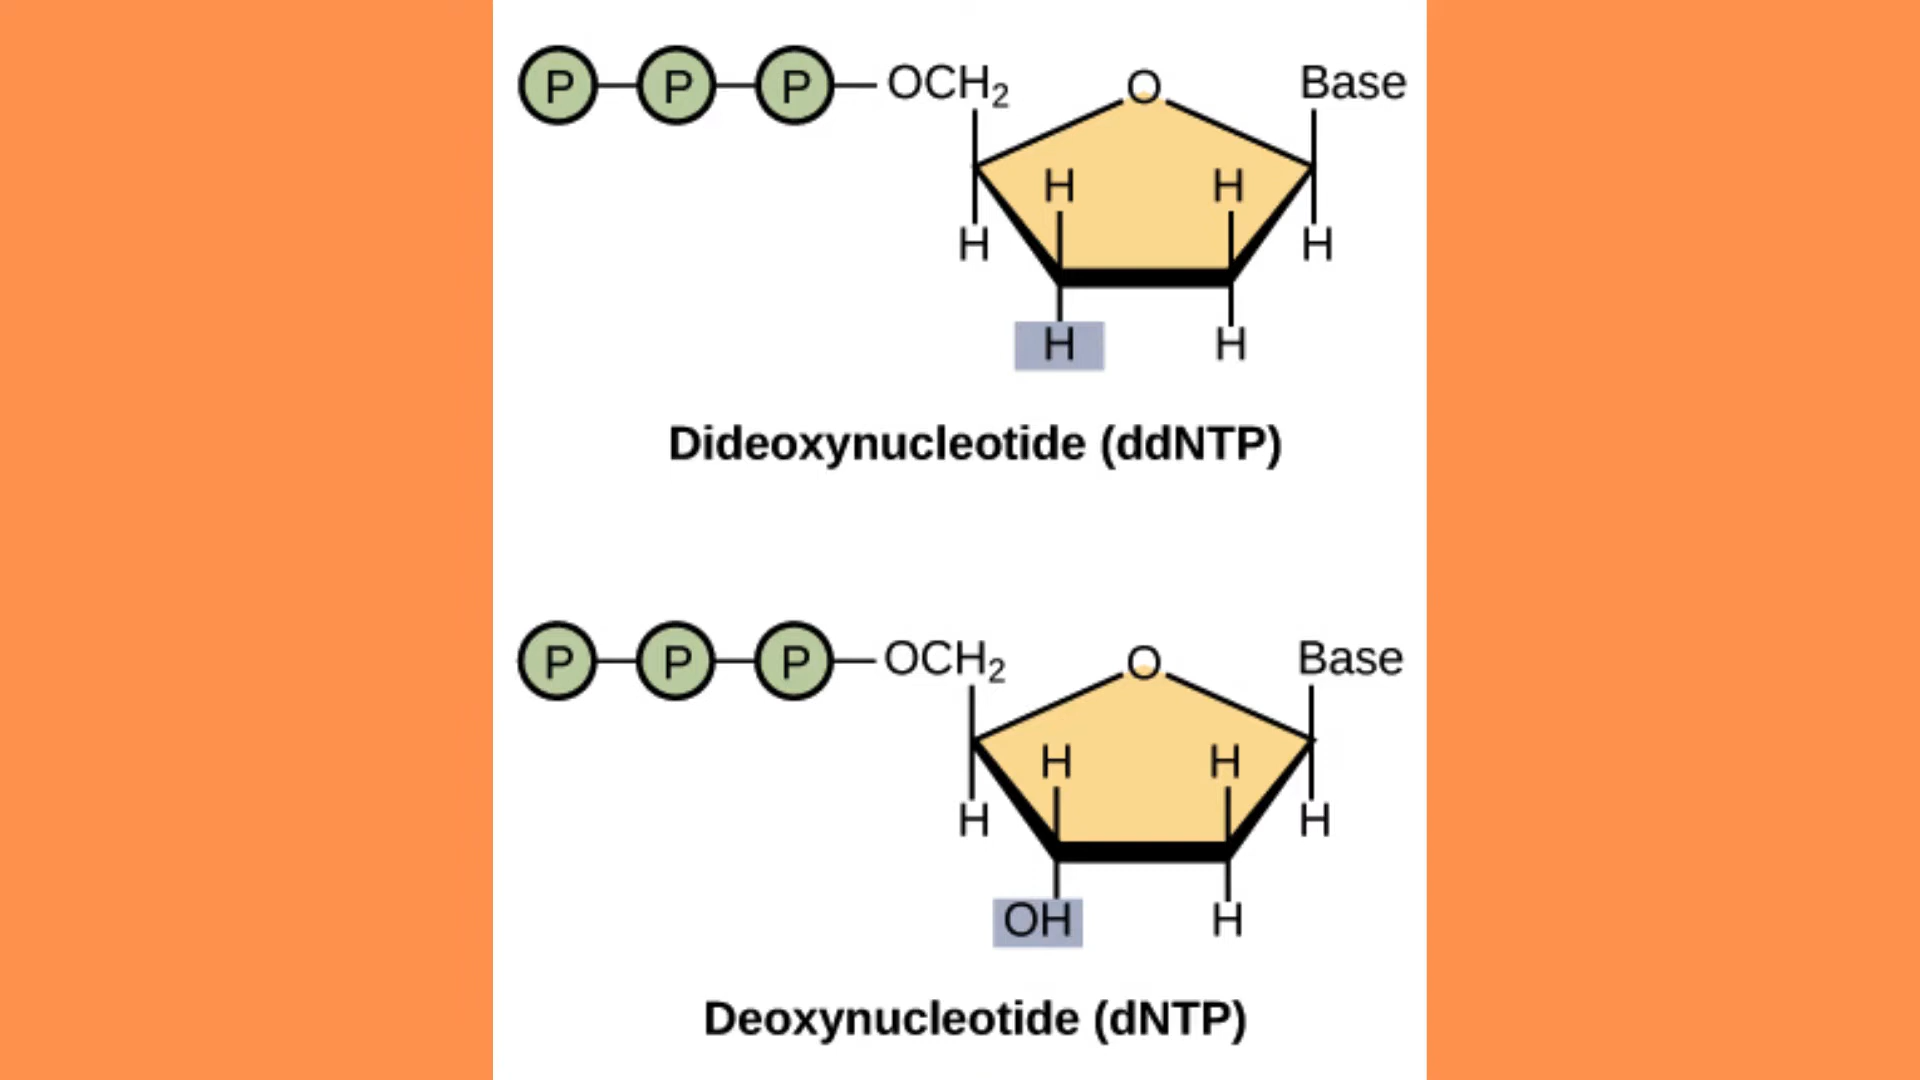 P P P OCH₂ O Base
H H
H H
H H
Dideoxynucleotide (ddNTP)
P P P OCH₂ O Base
H H
H H
OH H
Deoxynucleotide (dNTP)